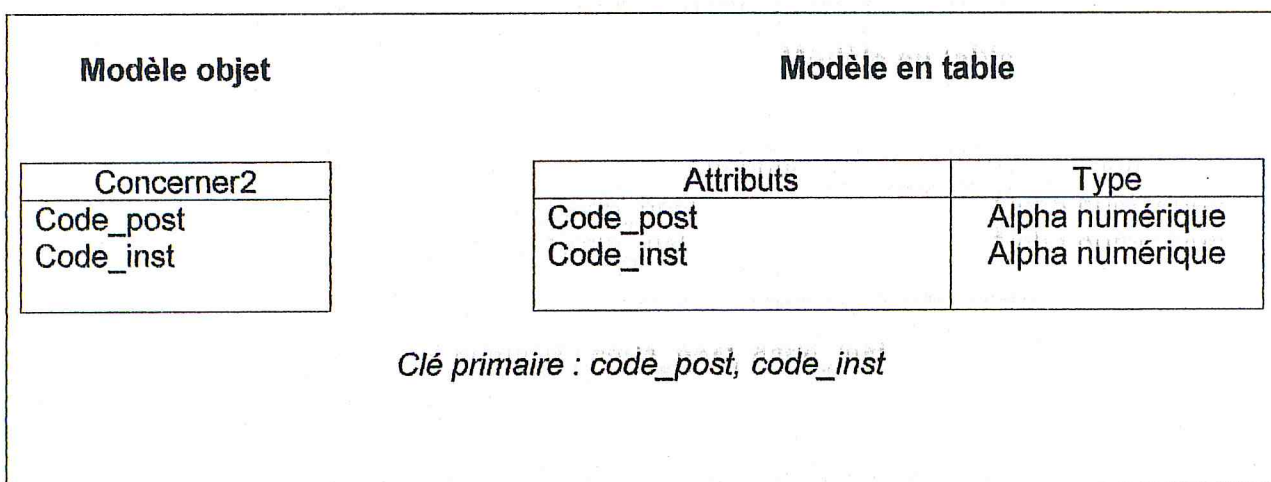 Modèle objet
Modèle en table
Concerner2
Code_post
Code_inst
Attributs Type
Code_post Alpha numérique
Code_inst Alpha numérique
Clé primaire : code_post, code_inst